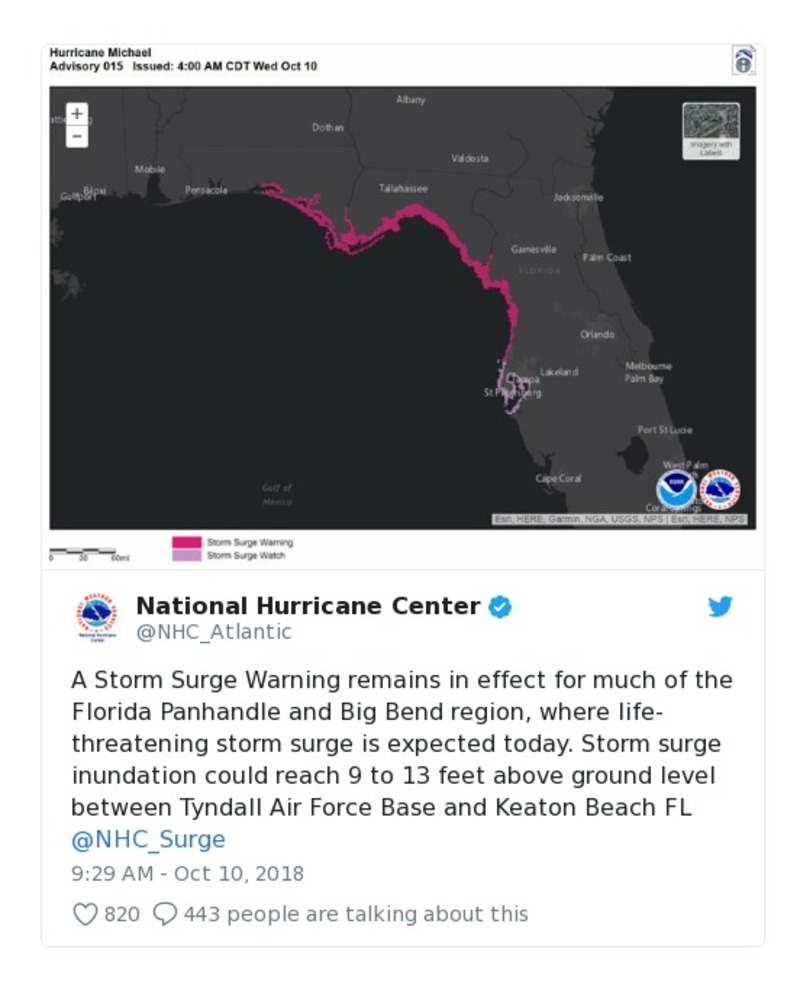 Hurricane Michael
Advisory 015 Issued: 4:00 AM CDT Wed Oct 10
+
−
Albany
Imagery with
Labels
Dothan
Valdosta
Mobile
Pensacola
Tallahassee
Biloxi
Gulfport
Jacksonville
Gainesville
Palm Coast
FLORIDA
Orlando
Lakeland
Melbourne
Palm Bay
Tampa
St Petersburg
Port St Lucie
West Palm
Cape Coral
Gulf of
Mexico
NOAA
Coral Springs
Esri, HERE, Garmin, NGA, USGS, NPS | Esri, HERE, NPS
0 30 60mi
Storm Surge Warning
Storm Surge Watch
National Hurricane Center
@NHC_Atlantic
A Storm Surge Warning remains in effect for much of the
Florida Panhandle and Big Bend region, where life-
threatening storm surge is expected today. Storm surge
inundation could reach 9 to 13 feet above ground level
between Tyndall Air Force Base and Keaton Beach FL
@NHC_Surge
9:29 AM - Oct 10, 2018
820 443 people are talking about this